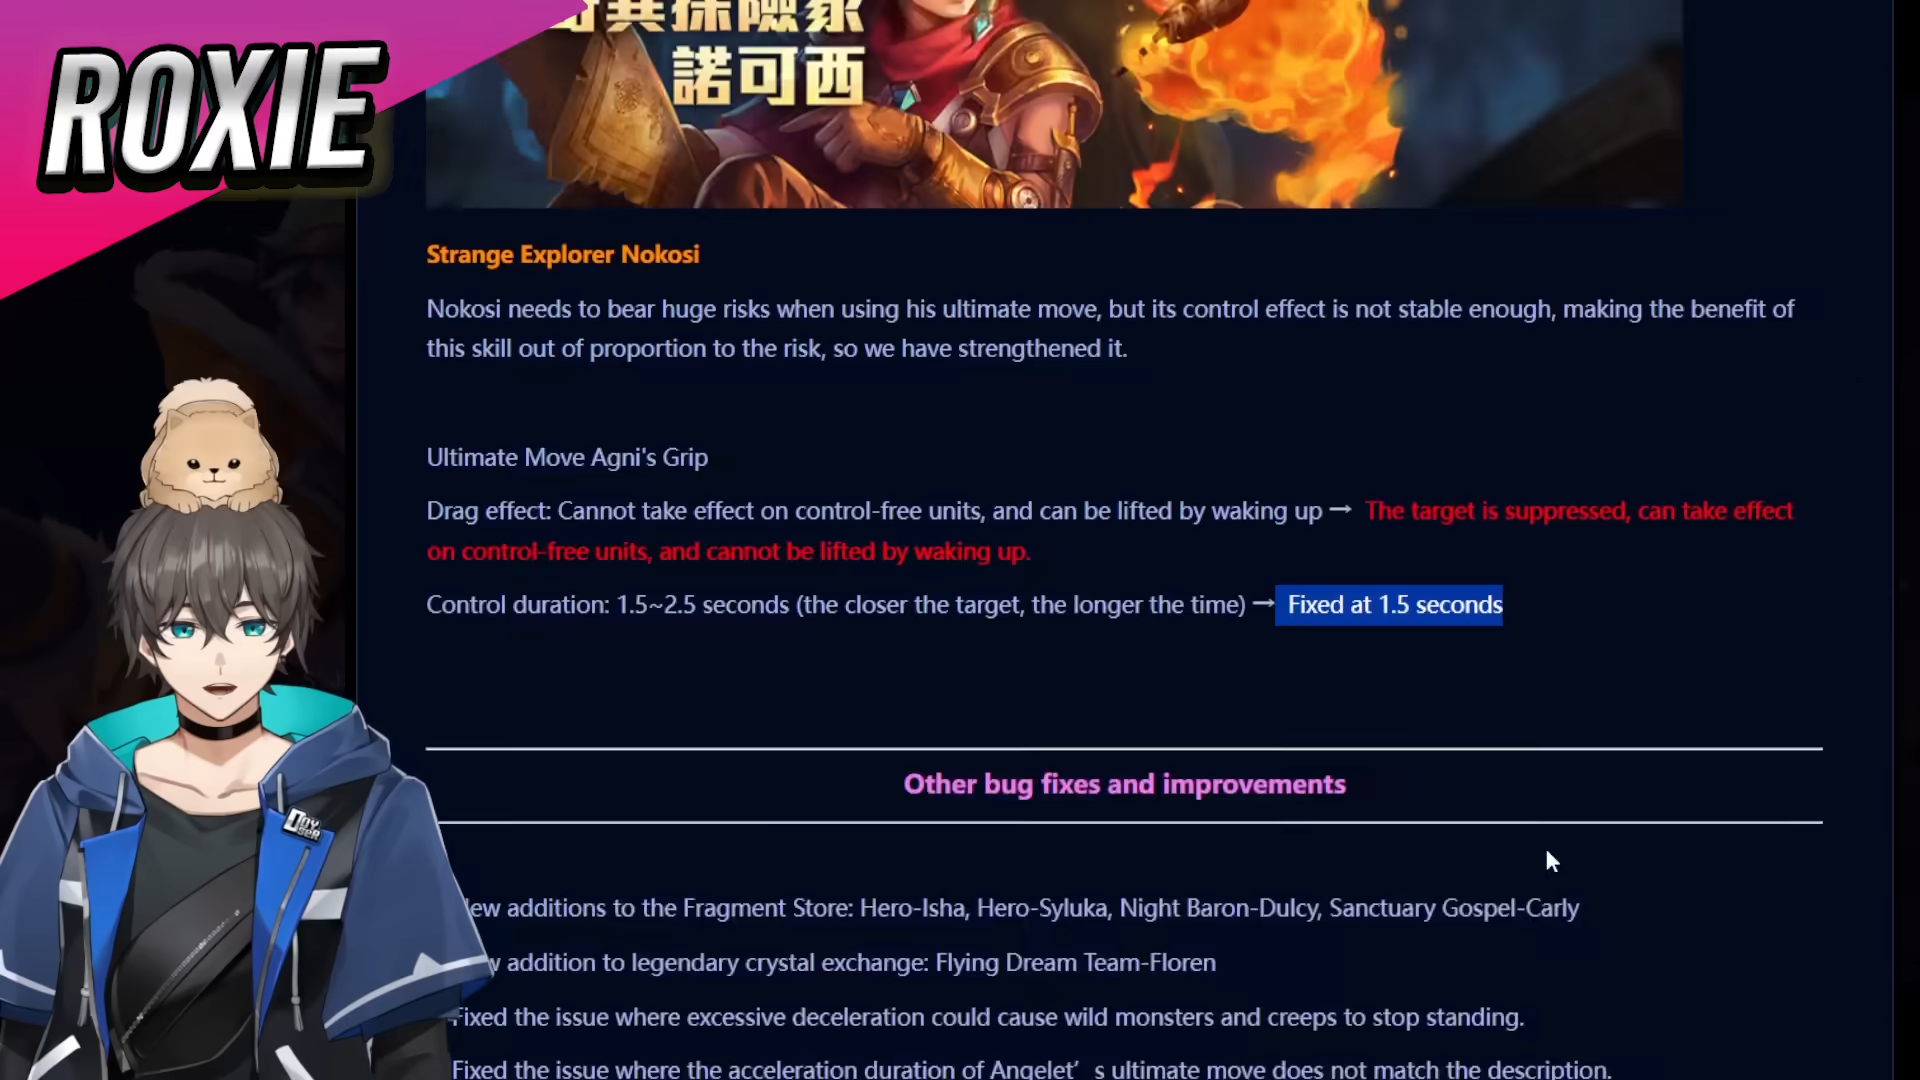 ROXIE
奇異探險家
諾可西
Strange Explorer Nokosi
Nokosi needs to bear huge risks when using his ultimate move, but its control effect is not stable enough, making the benefit of
this skill out of proportion to the risk, so we have strengthened it.
Ultimate Move Agni's Grip
Drag effect: Cannot take effect on control-free units, and can be lifted by waking up → The target is suppressed, can take effect
on control-free units, and cannot be lifted by waking up.
Control duration: 1.5~2.5 seconds (the closer the target, the longer the time) → Fixed at 1.5 seconds
Other bug fixes and improvements
ew additions to the Fragment Store: Hero-Isha, Hero-Syluka, Night Baron-Dulcy, Sanctuary Gospel-Carly
w addition to legendary crystal exchange: Flying Dream Team-Floren
Fixed the issue where excessive deceleration could cause wild monsters and creeps to stop standing.
Fixed the issue where the acceleration duration of Angelet’s ultimate move does not match the description.